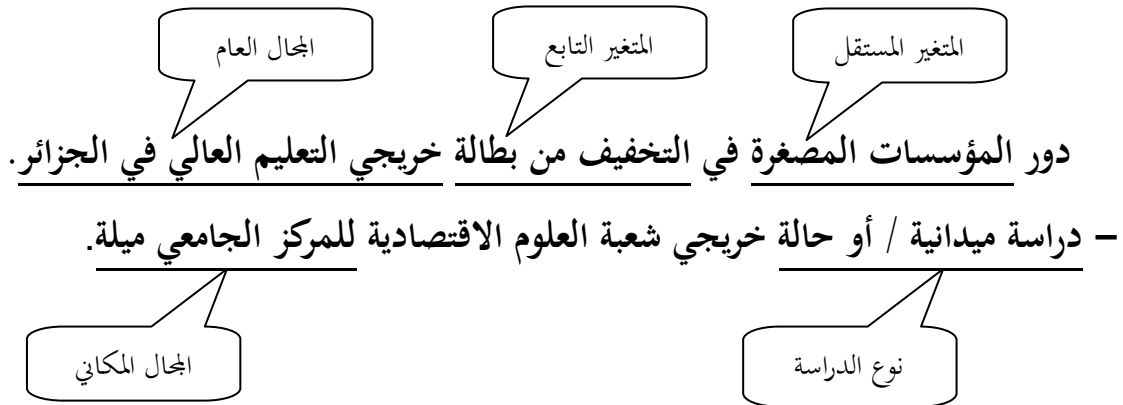 المتغير المستقل
المتغير التابع
المجال العام
دور المؤسسات المصغرة في التخفيف من بطالة خريجي التعليم العالي في الجزائر.
– دراسة ميدانية / أو حالة خريجي شعبة العلوم الاقتصادية للمركز الجامعي ميلة.
نوع الدراسة
المجال المكاني